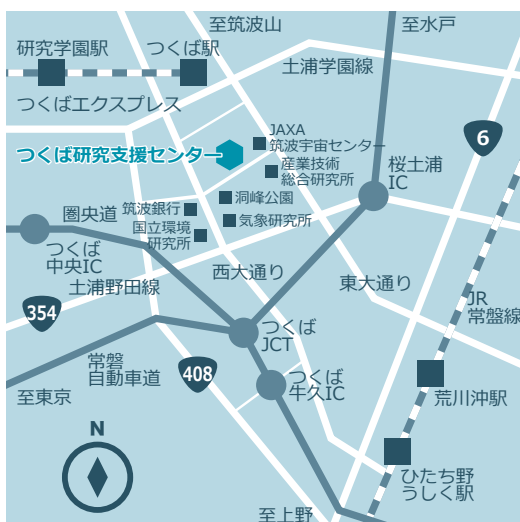 至筑波山
至水戸
研究学園駅
つくば駅
土浦学園線
つくばエクスプレス
6
JAXA
筑波宇宙センター
つくば研究支援センター
産業技術
総合研究所
桜土浦
IC
洞峰公園
筑波銀行
圏央道
気象研究所
国立環境
研究所
つくば
中央IC
西大通り
東大通り
土浦野田線
JR
常盤線
354
つくば
JCT
常磐
自動車道
408
つくば
牛久IC
至東京
荒川沖駅
N
ひたち野
うしく駅
至上野